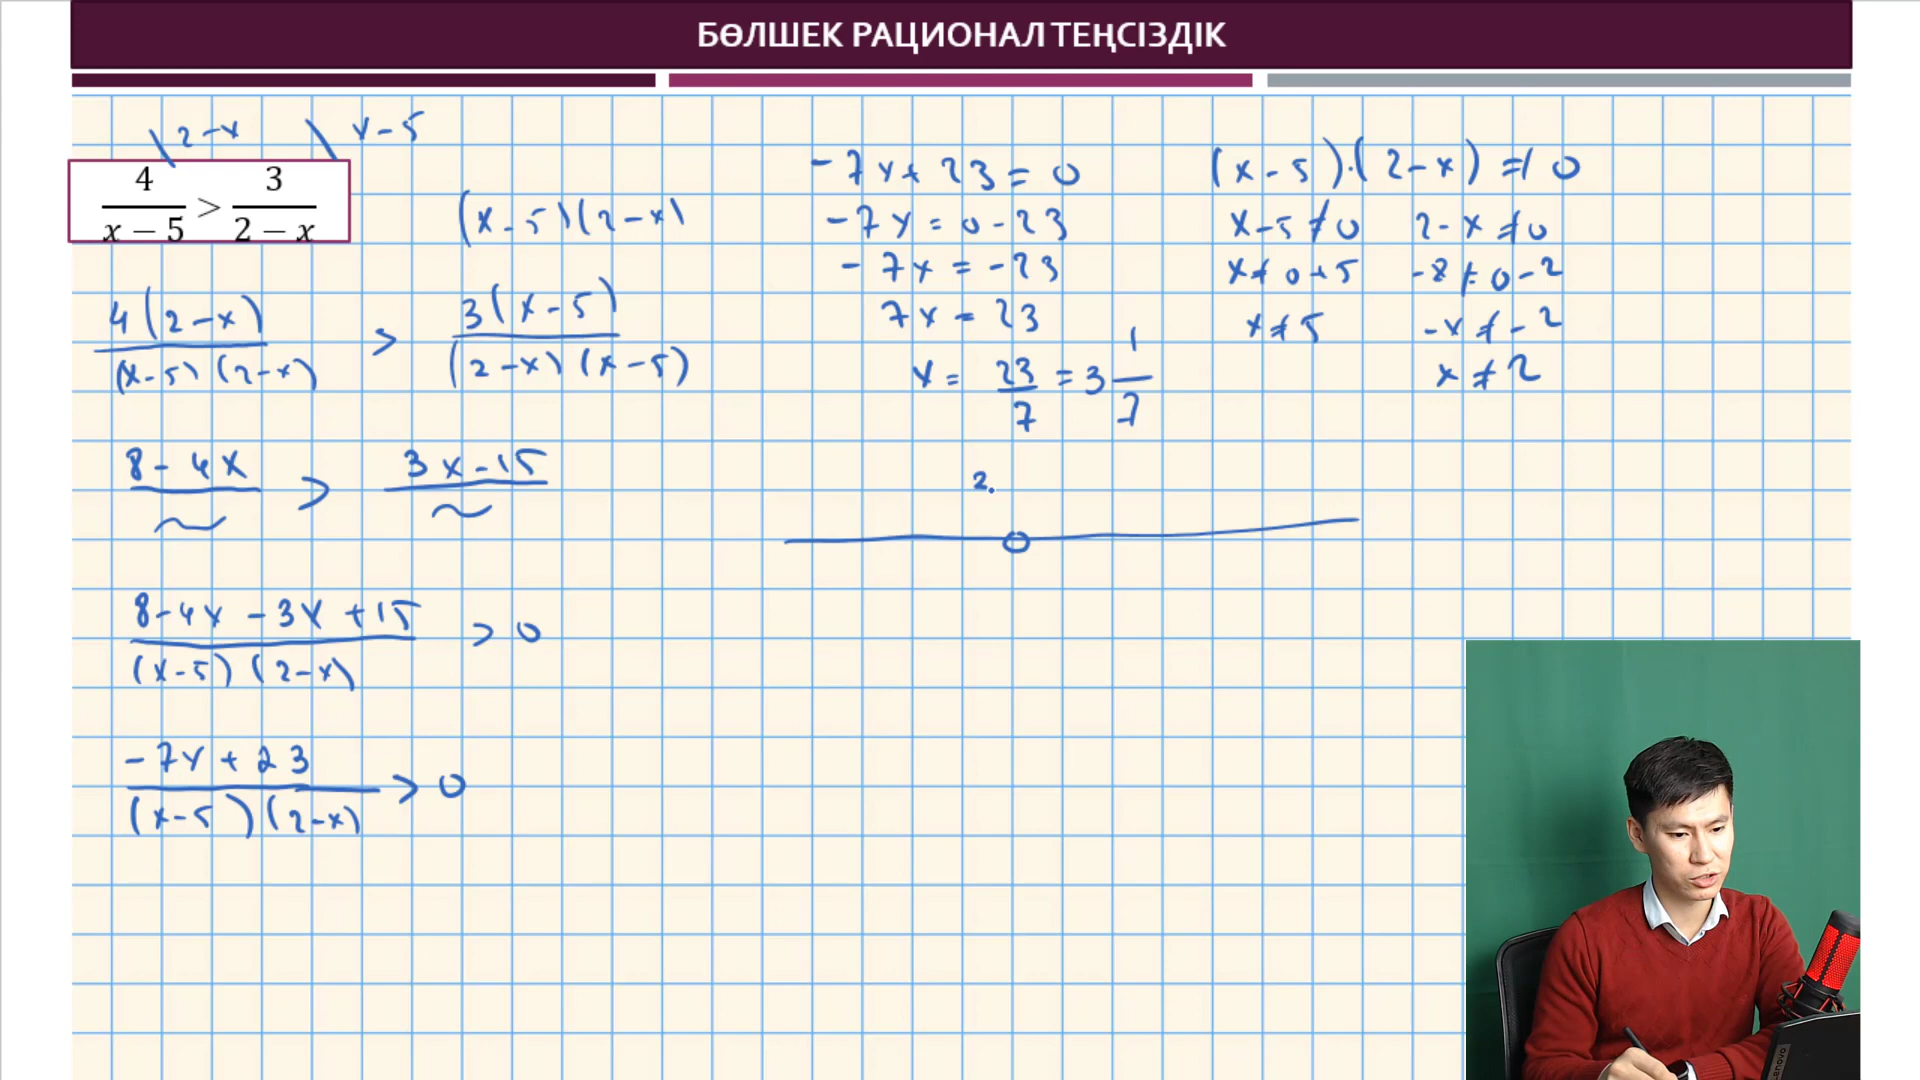 БӨЛШЕК РАЦИОНАЛ ТЕҢСІЗДІК
\2-x \x-5
4/(x − 5) > 3/(2 − x)
(x-5)(2-x)
4(2-x)/(x-5)(2-x) > 3(x-5)/(2-x)(x-5)
8-4x/~ > 3x-15/~
8-4x-3x+15/(x-5)(2-x) > 0
-7x+23/(x-5)(2-x) > 0
-7x+23=0
-7x=0-23
-7x=-23
7x=23
x=23/7=3 1/7
(x-5)·(2-x)≠0
x-5≠0 2-x≠0
x≠0+5 -x≠0-2
x≠5 -x≠-2
x≠2
2.
Lenovo